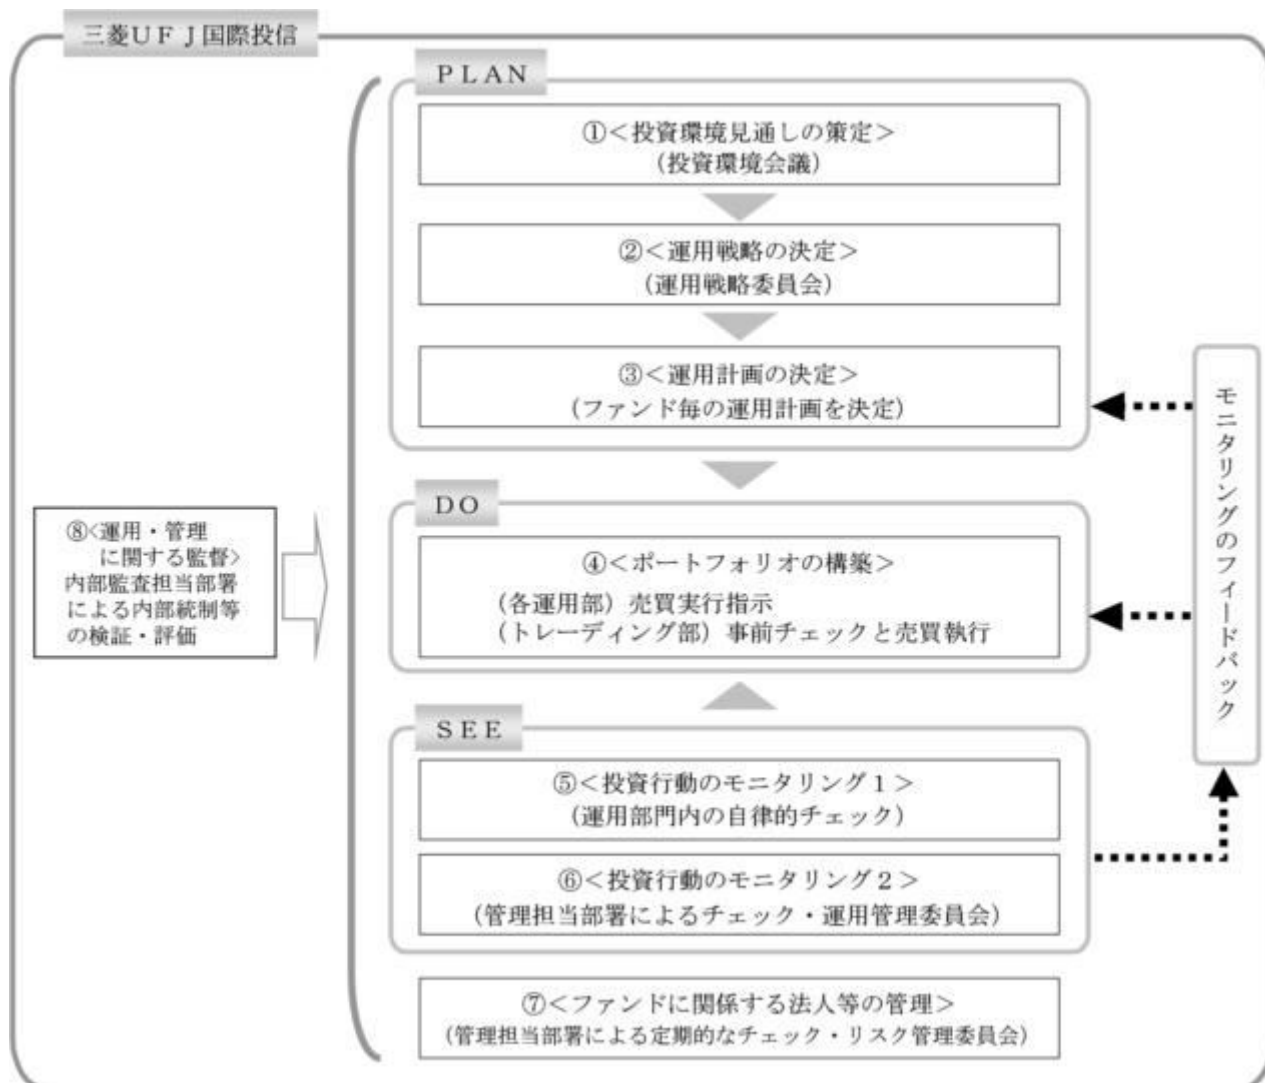 三菱ＵＦＪ国際投信
ＰＬＡＮ
①＜投資環境見通しの策定＞
（投資環境会議）
②＜運用戦略の決定＞
（運用戦略委員会）
③＜運用計画の決定＞
（ファンド毎の運用計画を決定）
ＤＯ
④＜ポートフォリオの構築＞
（各運用部）売買実行指示
（トレーディング部）事前チェックと売買執行
ＳＥＥ
⑤＜投資行動のモニタリング１＞
（運用部門内の自律的チェック）
⑥＜投資行動のモニタリング２＞
（管理担当部署によるチェック・運用管理委員会）
⑦＜ファンドに関係する法人等の管理＞
（管理担当部署による定期的なチェック・リスク管理委員会）
⑧<運用・管理
に関する監督>
内部監査担当部署
による内部統制等
の検証・評価
モニタリングのフィードバック